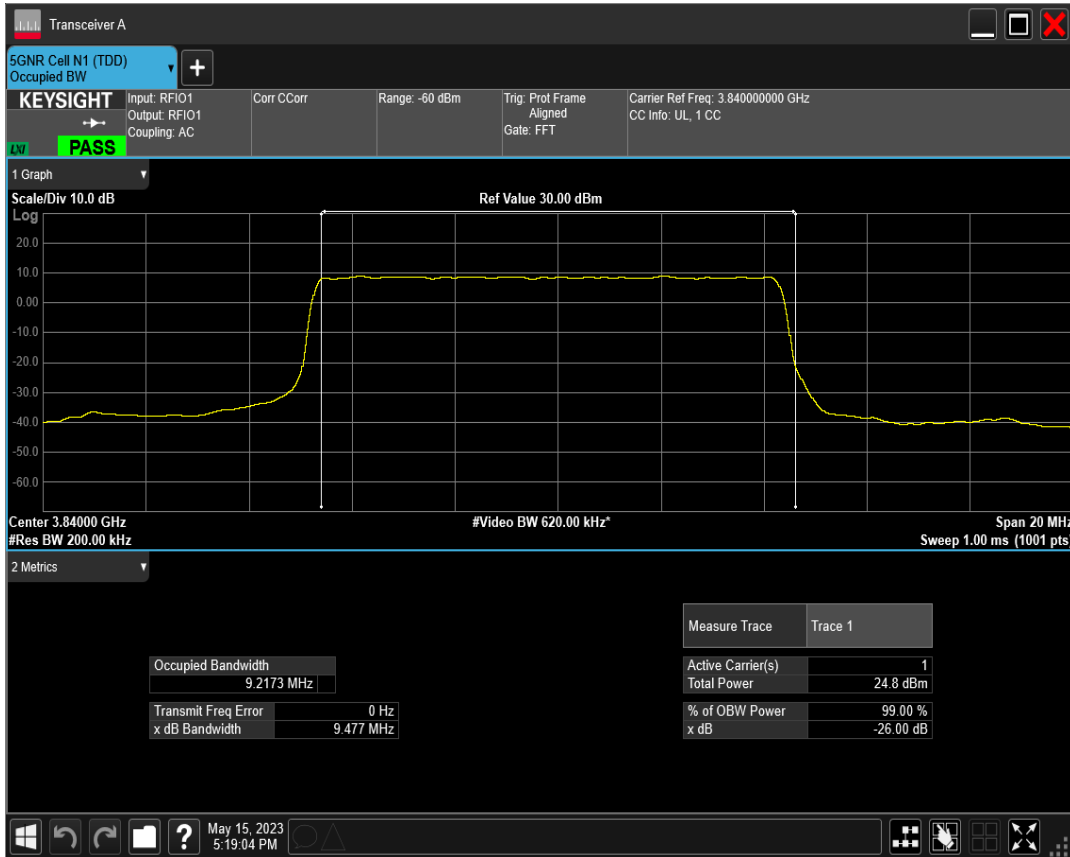 Transceiver A
5GNR Cell N1 (TDD)
Occupied BW
+
KEYSIGHT
LXI
PASS
Input: RFIO1
Output: RFIO1
Coupling: AC
Corr CCorr
Range: -60 dBm
Trig: Prot Frame
Aligned
Gate: FFT
Carrier Ref Freq: 3.840000000 GHz
CC Info: UL, 1 CC
1 Graph
Scale/Div 10.0 dB
Ref Value 30.00 dBm
Log
20.0
10.0
0.00
-10.0
-20.0
-30.0
-40.0
-50.0
-60.0
Center 3.84000 GHz
#Video BW 620.00 kHz*
Span 20 MHz
#Res BW 200.00 kHz
Sweep 1.00 ms (1001 pts)
2 Metrics
Measure Trace Trace 1
Occupied Bandwidth
9.2173 MHz
Active Carrier(s) 1
Total Power 24.8 dBm
Transmit Freq Error 0 Hz
x dB Bandwidth 9.477 MHz
% of OBW Power 99.00 %
x dB -26.00 dB
?
May 15, 2023
5:19:04 PM